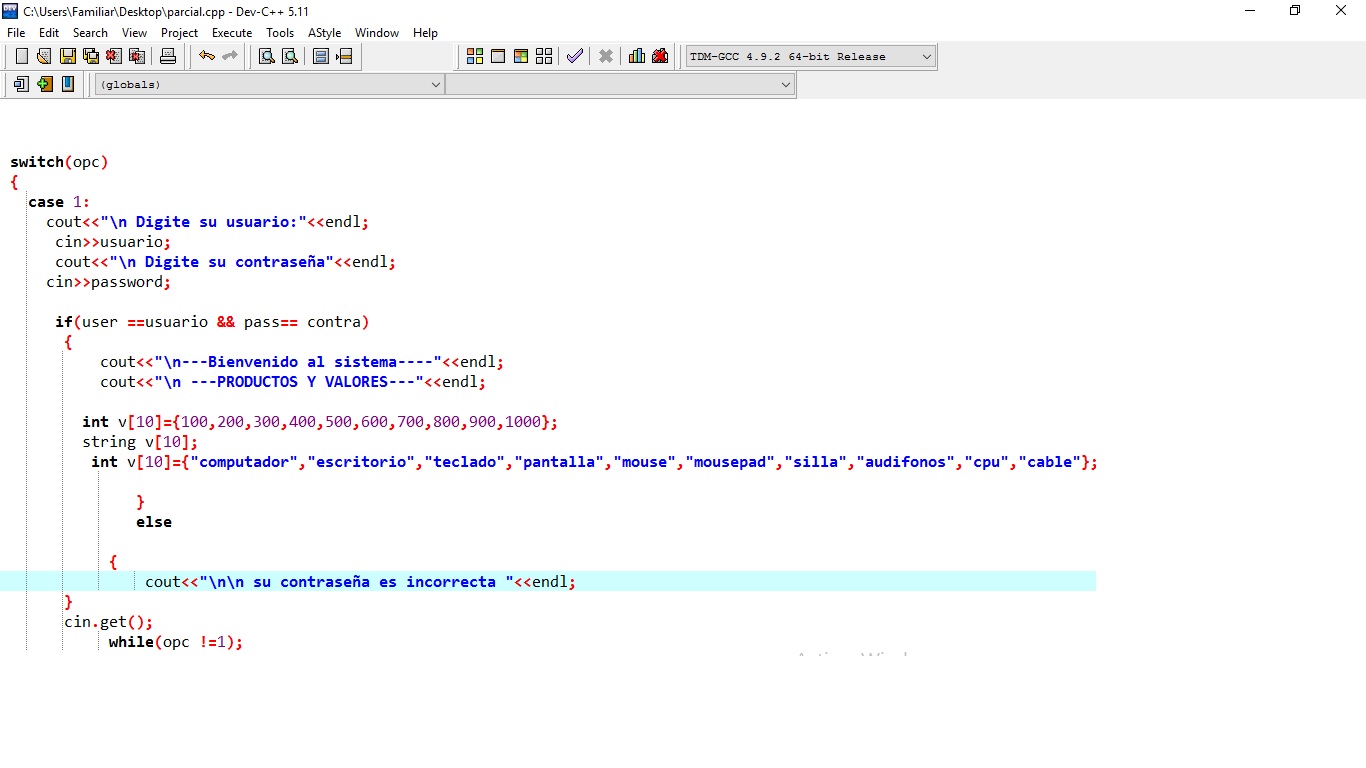 C:\Users\Familiar\Desktop\parcial.cpp - Dev-C++ 5.11
File Edit Search View Project Execute Tools AStyle Window Help
TDM-GCC 4.9.2 64-bit Release
(globals)
switch(opc)
{
case 1:
cout<<"\n Digite su usuario:"<<endl;
cin>>usuario;
cout<<"\n Digite su contraseña"<<endl;
cin>>password;
if(user ==usuario && pass== contra)
{
cout<<"\n---Bienvenido al sistema----"<<endl;
cout<<"\n ---PRODUCTOS Y VALORES---"<<endl;
int v[10]={100,200,300,400,500,600,700,800,900,1000};
string v[10];
int v[10]={"computador","escritorio","teclado","pantalla","mouse","mousepad","silla","audifonos","cpu","cable"};
}
else
{
cout<<"\n\n su contraseña es incorrecta "<<endl;
}
cin.get();
while(opc !=1);